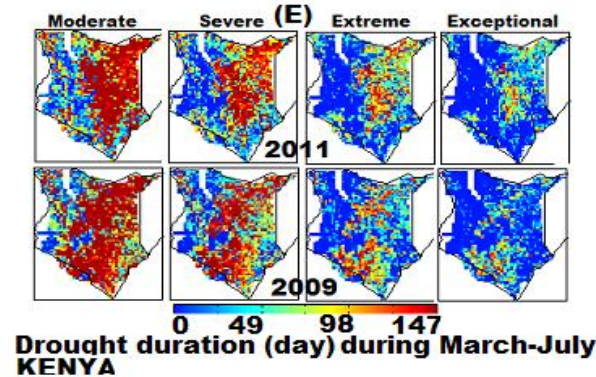 (E)
Moderate Severe Extreme Exceptional
2011
2009
0 49 98 147
Drought duration (day) during March-July
KENYA